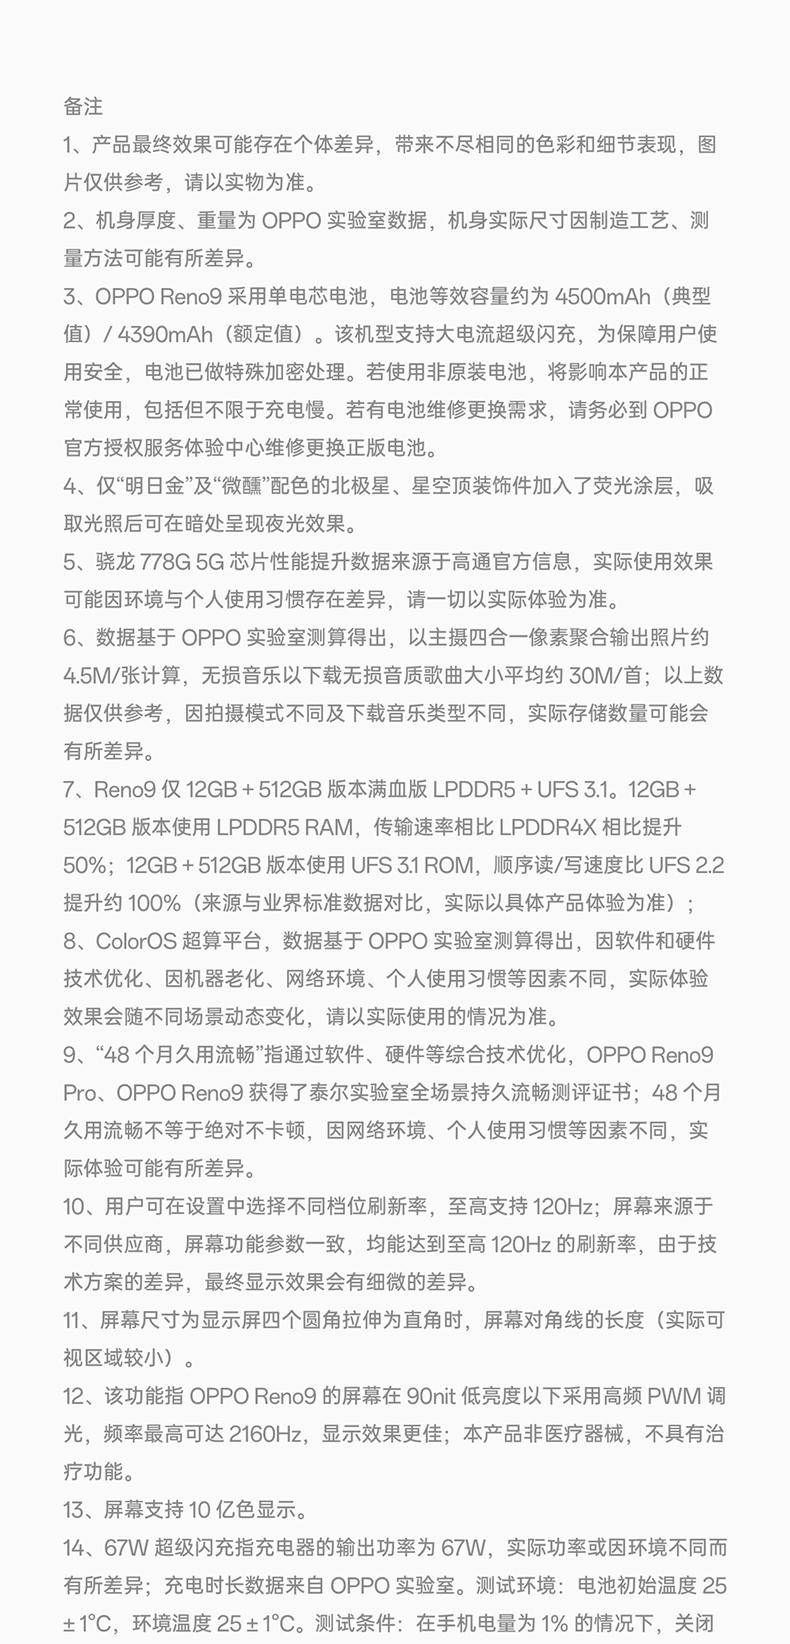 备注
1、产品最终效果可能存在个体差异，带来不尽相同的色彩和细节表现，图
片仅供参考，请以实物为准。
2、机身厚度、重量为 OPPO 实验室数据，机身实际尺寸因制造工艺、测
量方法可能有所差异。
3、OPPO Reno9 采用单电芯电池，电池等效容量约为 4500mAh（典型
值）/ 4390mAh（额定值）。该机型支持大电流超级闪充，为保障用户使
用安全，电池已做特殊加密处理。若使用非原装电池，将影响本产品的正
常使用，包括但不限于充电慢。若有电池维修更换需求，请务必到 OPPO
官方授权服务体验中心维修更换正版电池。
4、仅“明日金”及“微醺”配色的北极星、星空顶装饰件加入了荧光涂层，吸
取光照后可在暗处呈现夜光效果。
5、骁龙 778G 5G 芯片性能提升数据来源于高通官方信息，实际使用效果
可能因环境与个人使用习惯存在差异，请一切以实际体验为准。
6、数据基于 OPPO 实验室测算得出，以主摄四合一像素聚合输出照片约
4.5M/张计算，无损音乐以下载无损音质歌曲大小平均约 30M/首；以上数
据仅供参考，因拍摄模式不同及下载音乐类型不同，实际存储数量可能会
有所差异。
7、Reno9 仅 12GB + 512GB 版本满血版 LPDDR5 + UFS 3.1。12GB +
512GB 版本使用 LPDDR5 RAM，传输速率相比 LPDDR4X 相比提升
50%；12GB + 512GB 版本使用 UFS 3.1 ROM，顺序读/写速度比 UFS 2.2
提升约 100%（来源与业界标准数据对比，实际以具体产品体验为准）；
8、ColorOS 超算平台，数据基于 OPPO 实验室测算得出，因软件和硬件
技术优化、因机器老化、网络环境、个人使用习惯等因素不同，实际体验
效果会随不同场景动态变化，请以实际使用的情况为准。
9、“48 个月久用流畅”指通过软件、硬件等综合技术优化，OPPO Reno9
Pro、OPPO Reno9 获得了泰尔实验室全场景持久流畅测评证书；48 个月
久用流畅不等于绝对不卡顿，因网络环境、个人使用习惯等因素不同，实
际体验可能有所差异。
10、用户可在设置中选择不同档位刷新率，至高支持 120Hz；屏幕来源于
不同供应商，屏幕功能参数一致，均能达到至高 120Hz 的刷新率，由于技
术方案的差异，最终显示效果会有细微的差异。
11、屏幕尺寸为显示屏四个圆角拉伸为直角时，屏幕对角线的长度（实际可
视区域较小）。
12、该功能指 OPPO Reno9 的屏幕在 90nit 低亮度以下采用高频 PWM 调
光，频率最高可达 2160Hz，显示效果更佳；本产品非医疗器械，不具有治
疗功能。
13、屏幕支持 10 亿色显示。
14、67W 超级闪充指充电器的输出功率为 67W，实际功率或因环境不同而
有所差异；充电时长数据来自 OPPO 实验室。测试环境：电池初始温度 25
± 1°C，环境温度 25 ± 1°C。测试条件：在手机电量为 1% 的情况下，关闭